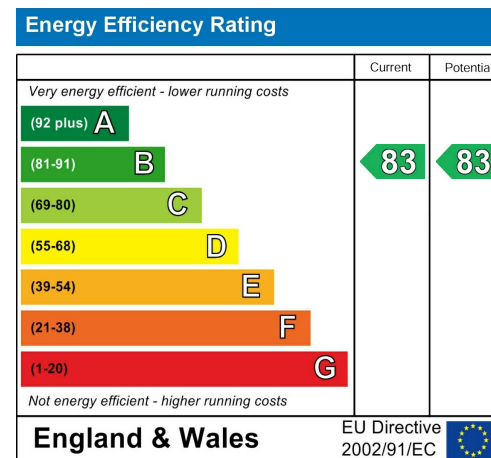 Energy Efficiency Rating
Current Potentia
Very energy efficient - lower running costs
(92 plus) A
(81-91) B 83 83
(69-80) C
(55-68) D
(39-54) E
(21-38) F
(1-20) G
Not energy efficient - higher running costs
England & Wales
EU Directive
2002/91/EC